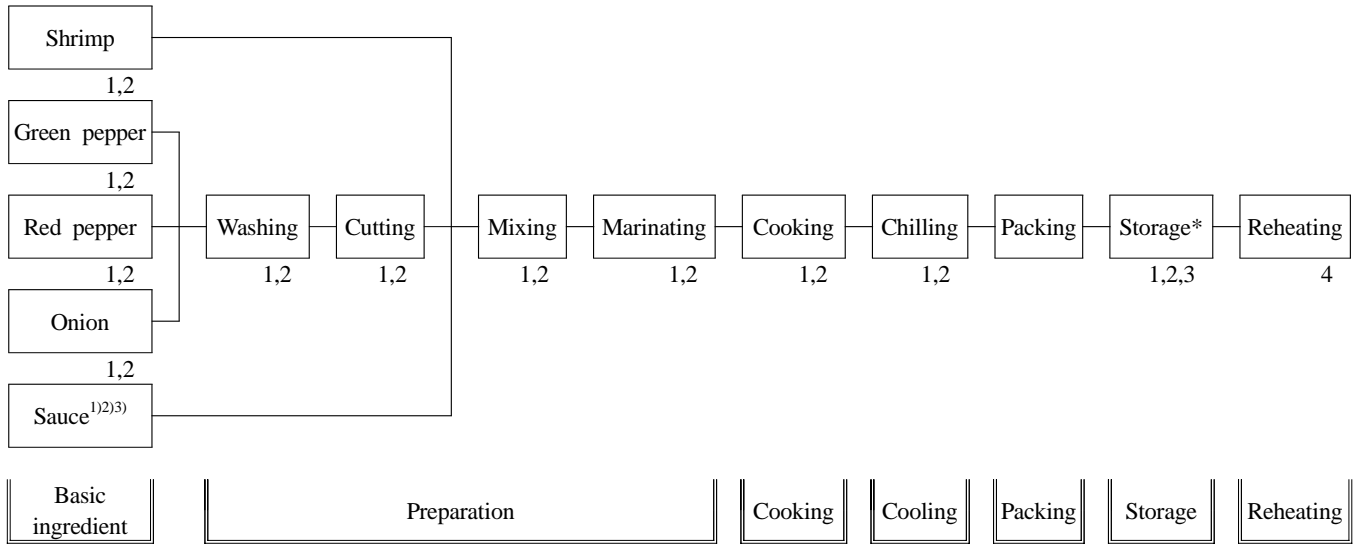 Shrimp
1,2
Green pepper
1,2
Red pepper
1,2
Onion
1,2
Sauce1)2)3)
Washing
1,2
Cutting
1,2
Mixing
1,2
Marinating
1,2
Cooking
1,2
Chilling
1,2
Packing
Storage*
1,2,3
Reheating
4
Basic
ingredient
Preparation
Cooking
Cooling
Packing
Storage
Reheating